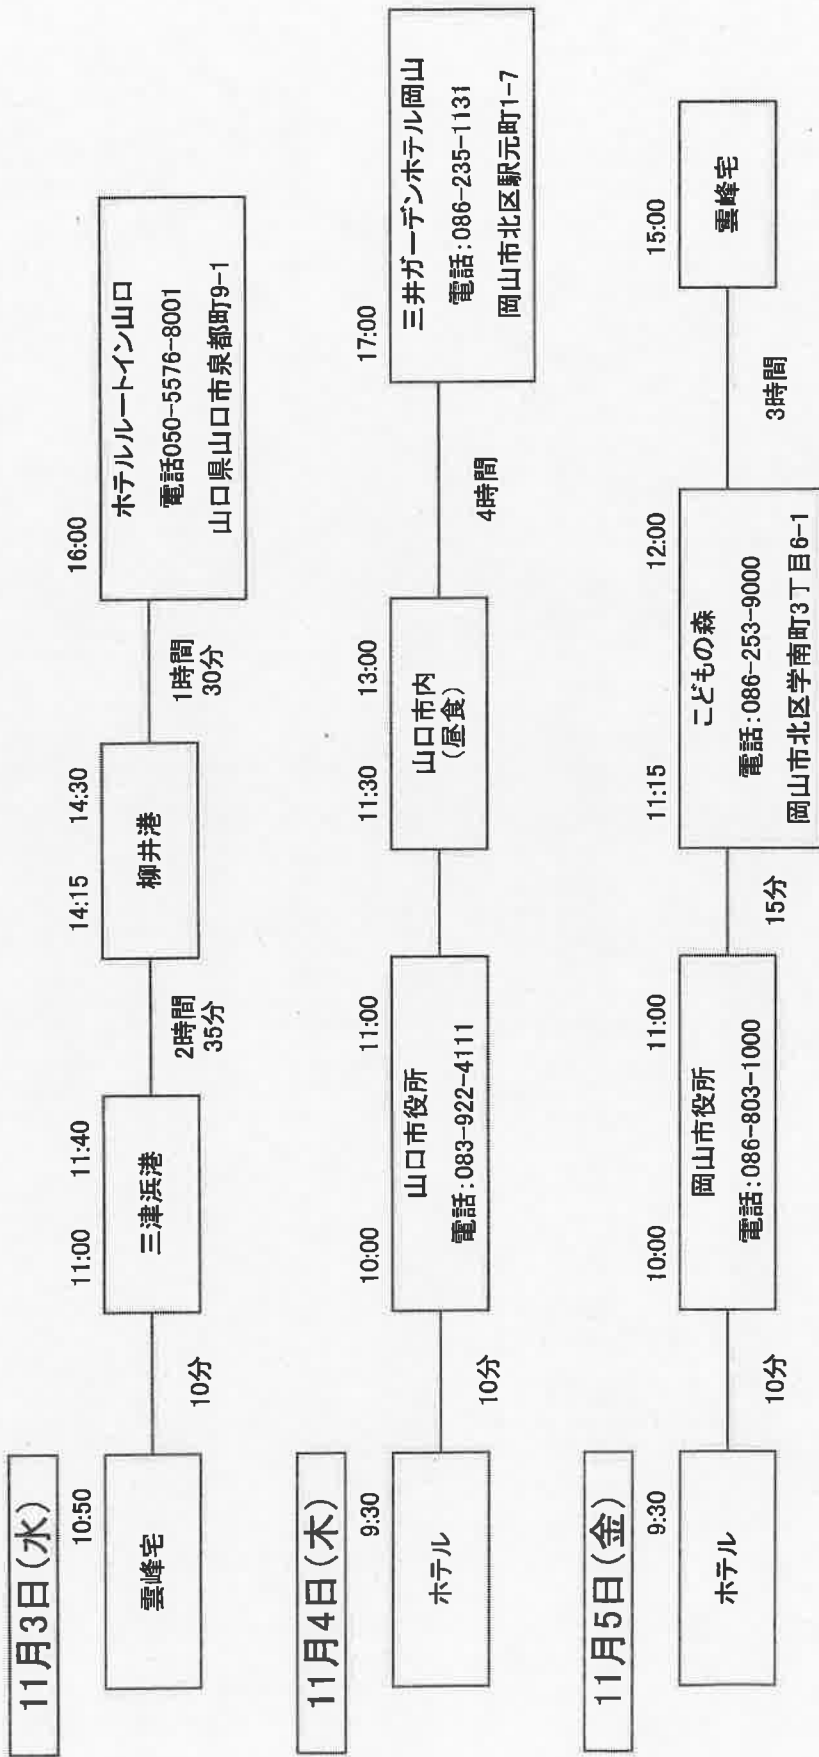 11月3日(水)
10:50
雲峰宅
10分
11:00
11:40
三津浜港
2時間
35分
14:15
14:30
柳井港
1時間
30分
16:00
ホテルルートイン山口
電話050-5576-8001
山口県山口市泉都町9-1
11月4日(木)
9:30
ホテル
10分
10:00
11:00
山口市役所
電話:083-922-4111
11:30
13:00
山口市内
(昼食)
4時間
17:00
三井ガーデンホテル岡山
電話:086-235-1131
岡山市北区駅元町1-7
11月5日(金)
9:30
ホテル
10分
10:00
11:00
岡山市役所
電話:086-803-1000
15分
11:15
12:00
こどもの森
電話:086-253-9000
岡山市北区学南町3丁目6-1
3時間
15:00
雲峰宅